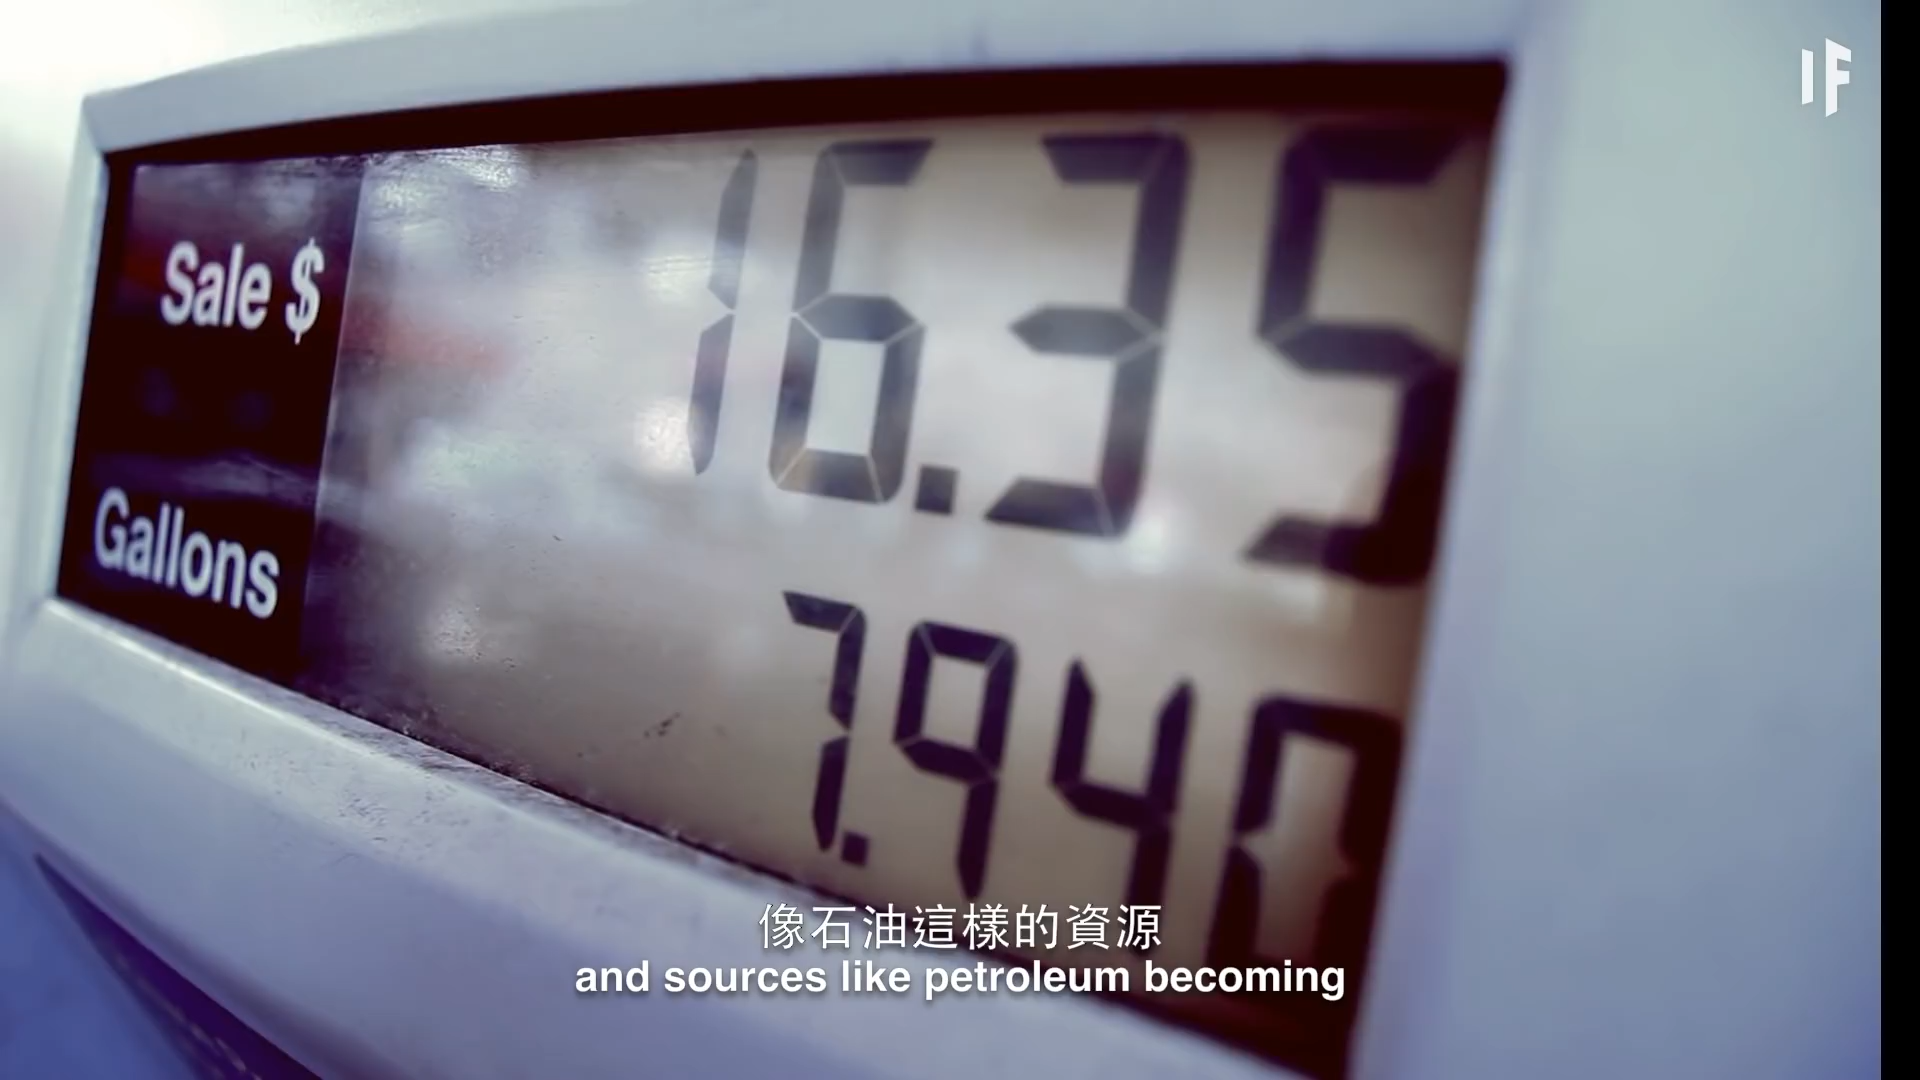 IF
Sale $ 16.35
Gallons 7.940
像石油這樣的資源
and sources like petroleum becoming